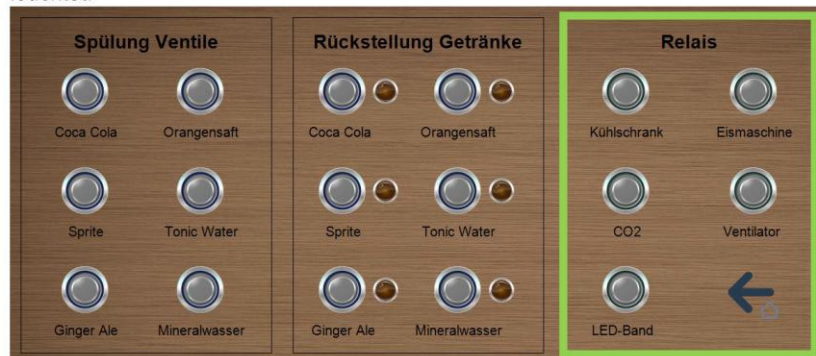 Spülung Ventile
Coca Cola Orangensaft
Sprite Tonic Water
Ginger Ale Mineralwasser
Rückstellung Getränke
Coca Cola Orangensaft
Sprite Tonic Water
Ginger Ale Mineralwasser
Relais
Kühlschrank Eismaschine
CO2 Ventilator
LED-Band